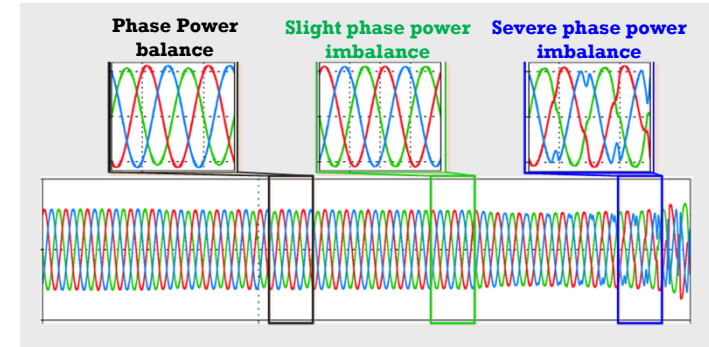 Phase Power
balance
Slight phase power
imbalance
Severe phase power
imbalance